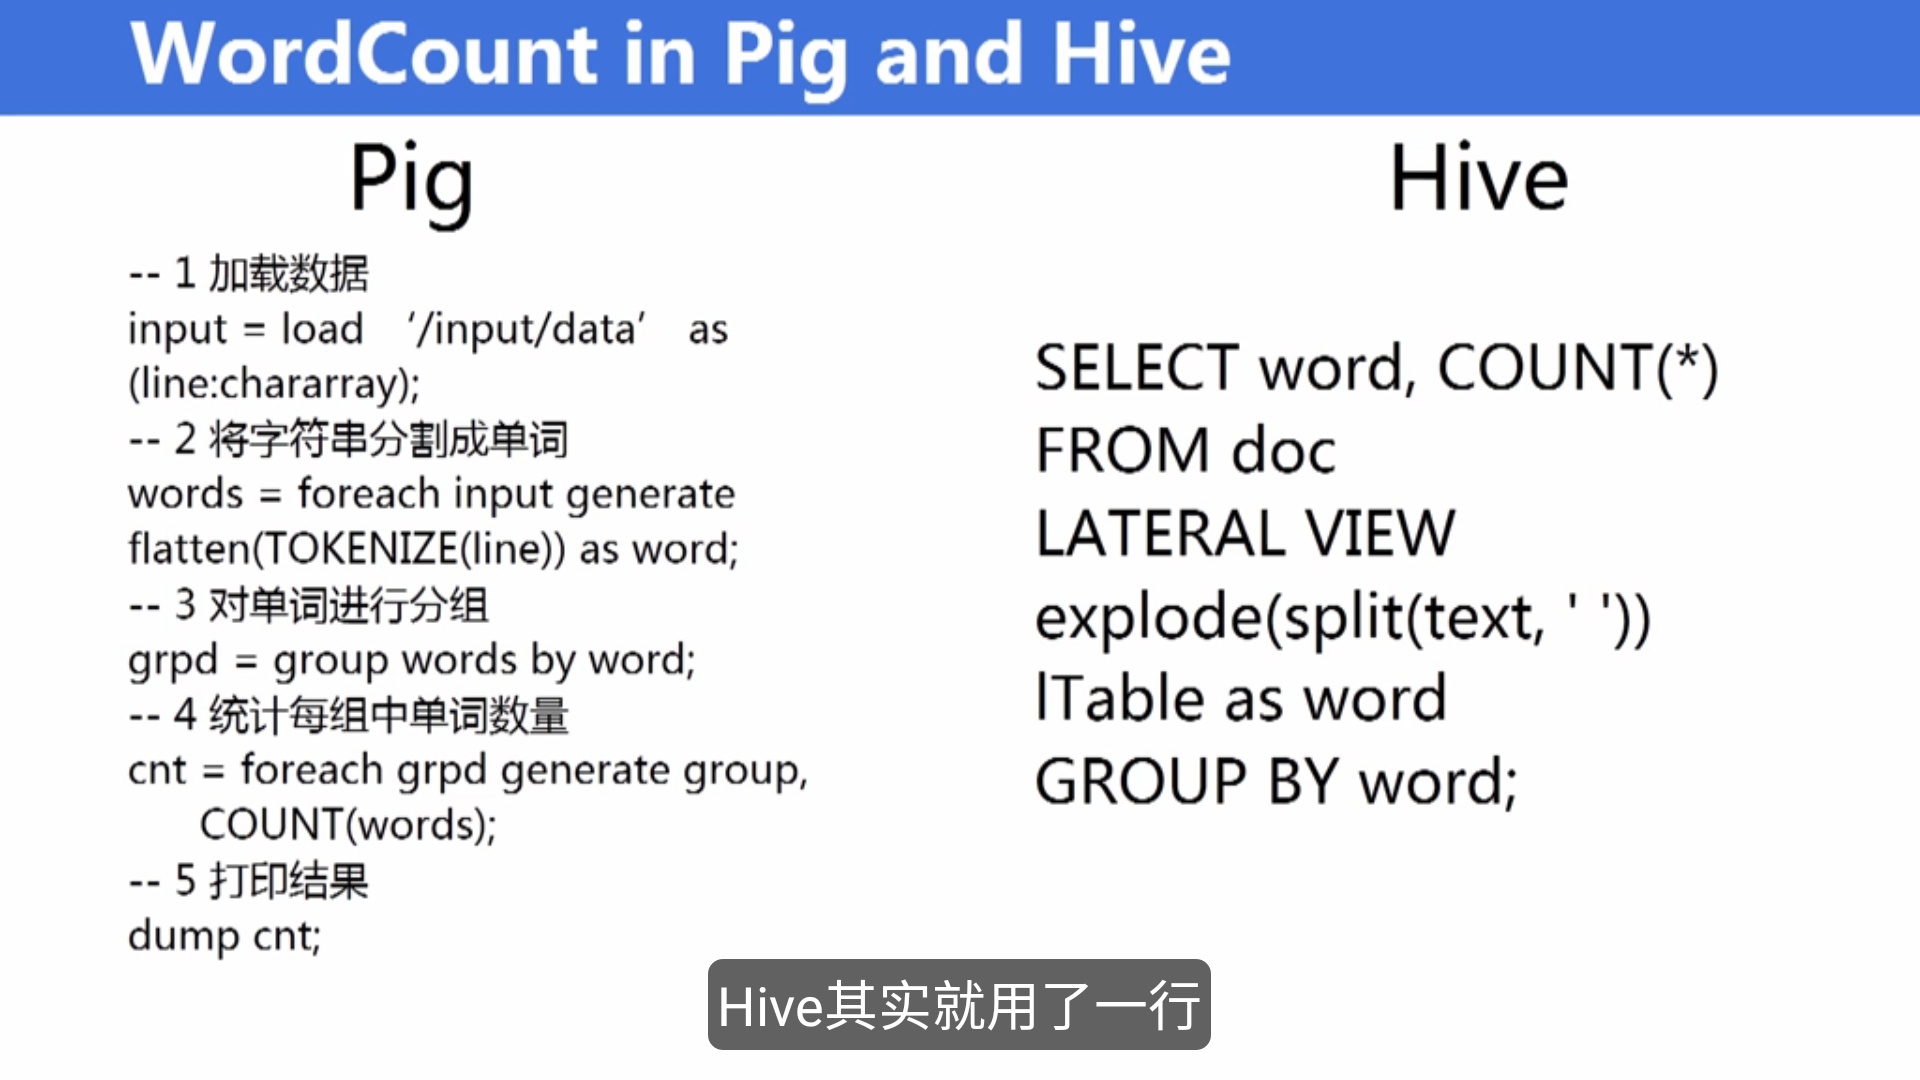 WordCount in Pig and Hive
Pig
-- 1 加载数据
input = load ‘/input/data’ as
(line:chararray);
-- 2 将字符串分割成单词
words = foreach input generate
flatten(TOKENIZE(line)) as word;
-- 3 对单词进行分组
grpd = group words by word;
-- 4 统计每组中单词数量
cnt = foreach grpd generate group,
COUNT(words);
-- 5 打印结果
dump cnt;
Hive
SELECT word, COUNT(*)
FROM doc
LATERAL VIEW
explode(split(text, ' '))
lTable as word
GROUP BY word;
Hive其实就用了一行